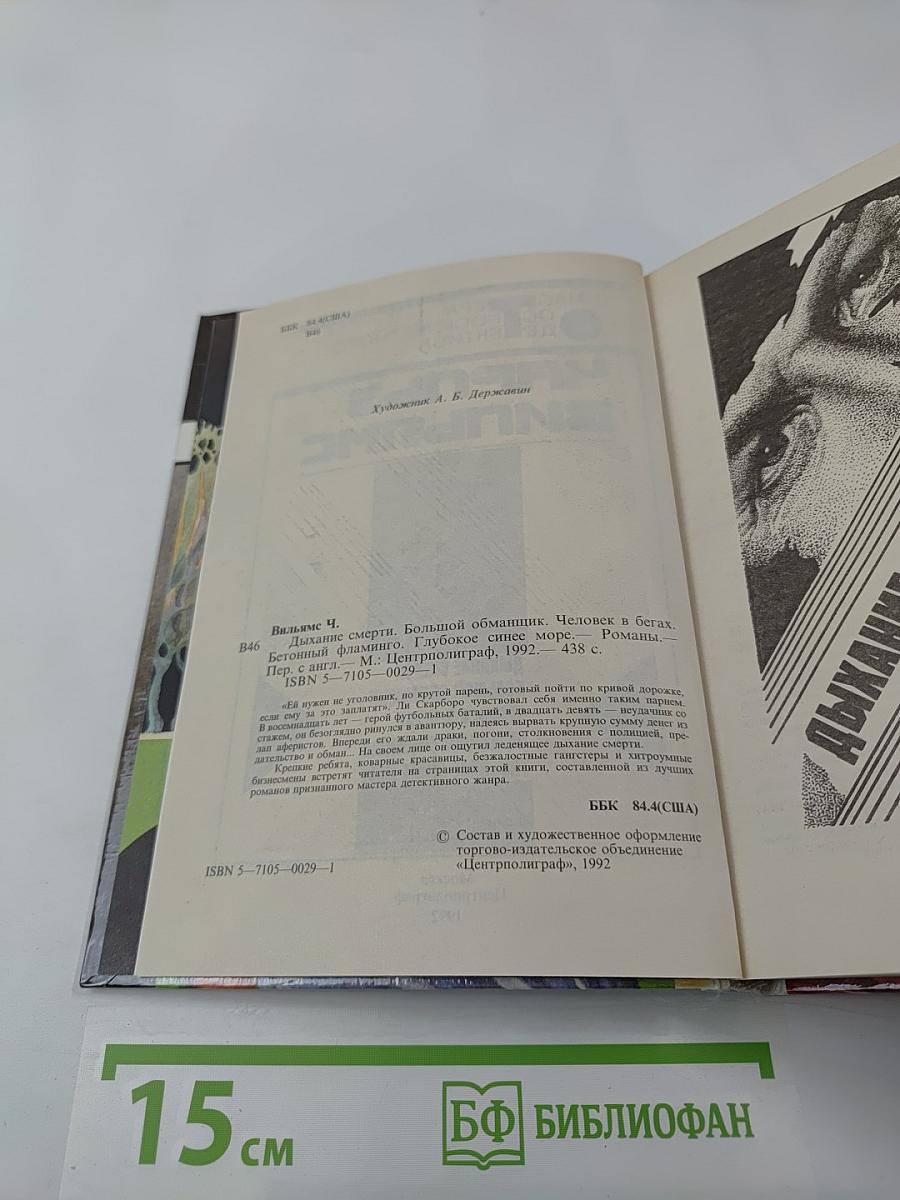 ББК 84.4(США)
В46
Художник А. Б. Державин
Вильямс Ч.
В46 Дыхание смерти. Большой обманщик. Человек в бегах.
Бетонный фламинго. Глубокое синее море.— Романы.—
Пер. с англ.— М.: Центрполиграф, 1992.— 438 с.
ISBN 5—7105—0029—1
«Ей нужен не уголовник, но крутой парень, готовый пойти по кривой дорожке,
если ему за это заплатят». Ли Скарборо чувствовал себя именно таким парнем.
В восемнадцать лет — герой футбольных баталий, в двадцать девять — неудачник со
стажем, он безоглядно ринулся в авантюру, надеясь вырвать крупную сумму денег из
лап аферистов. Впереди его ждали драки, погони, столкновения с полицией, пре-
дательство и обман... На своем лице он ощутил леденящее дыхание смерти.
Крепкие ребята, коварные красавицы, безжалостные гангстеры и хитроумные
бизнесмены встретят читателя на страницах этой книги, составленной из лучших
романов признанного мастера детективного жанра.
ББК 84.4(США)
© Состав и художественное оформление
торгово-издательское объединение
«Центрполиграф», 1992
ISBN 5—7105—0029—1
Москва
Центрполиграф
1992
ДЫХАНИЕ
15 см
БФ БИБЛИОФАН